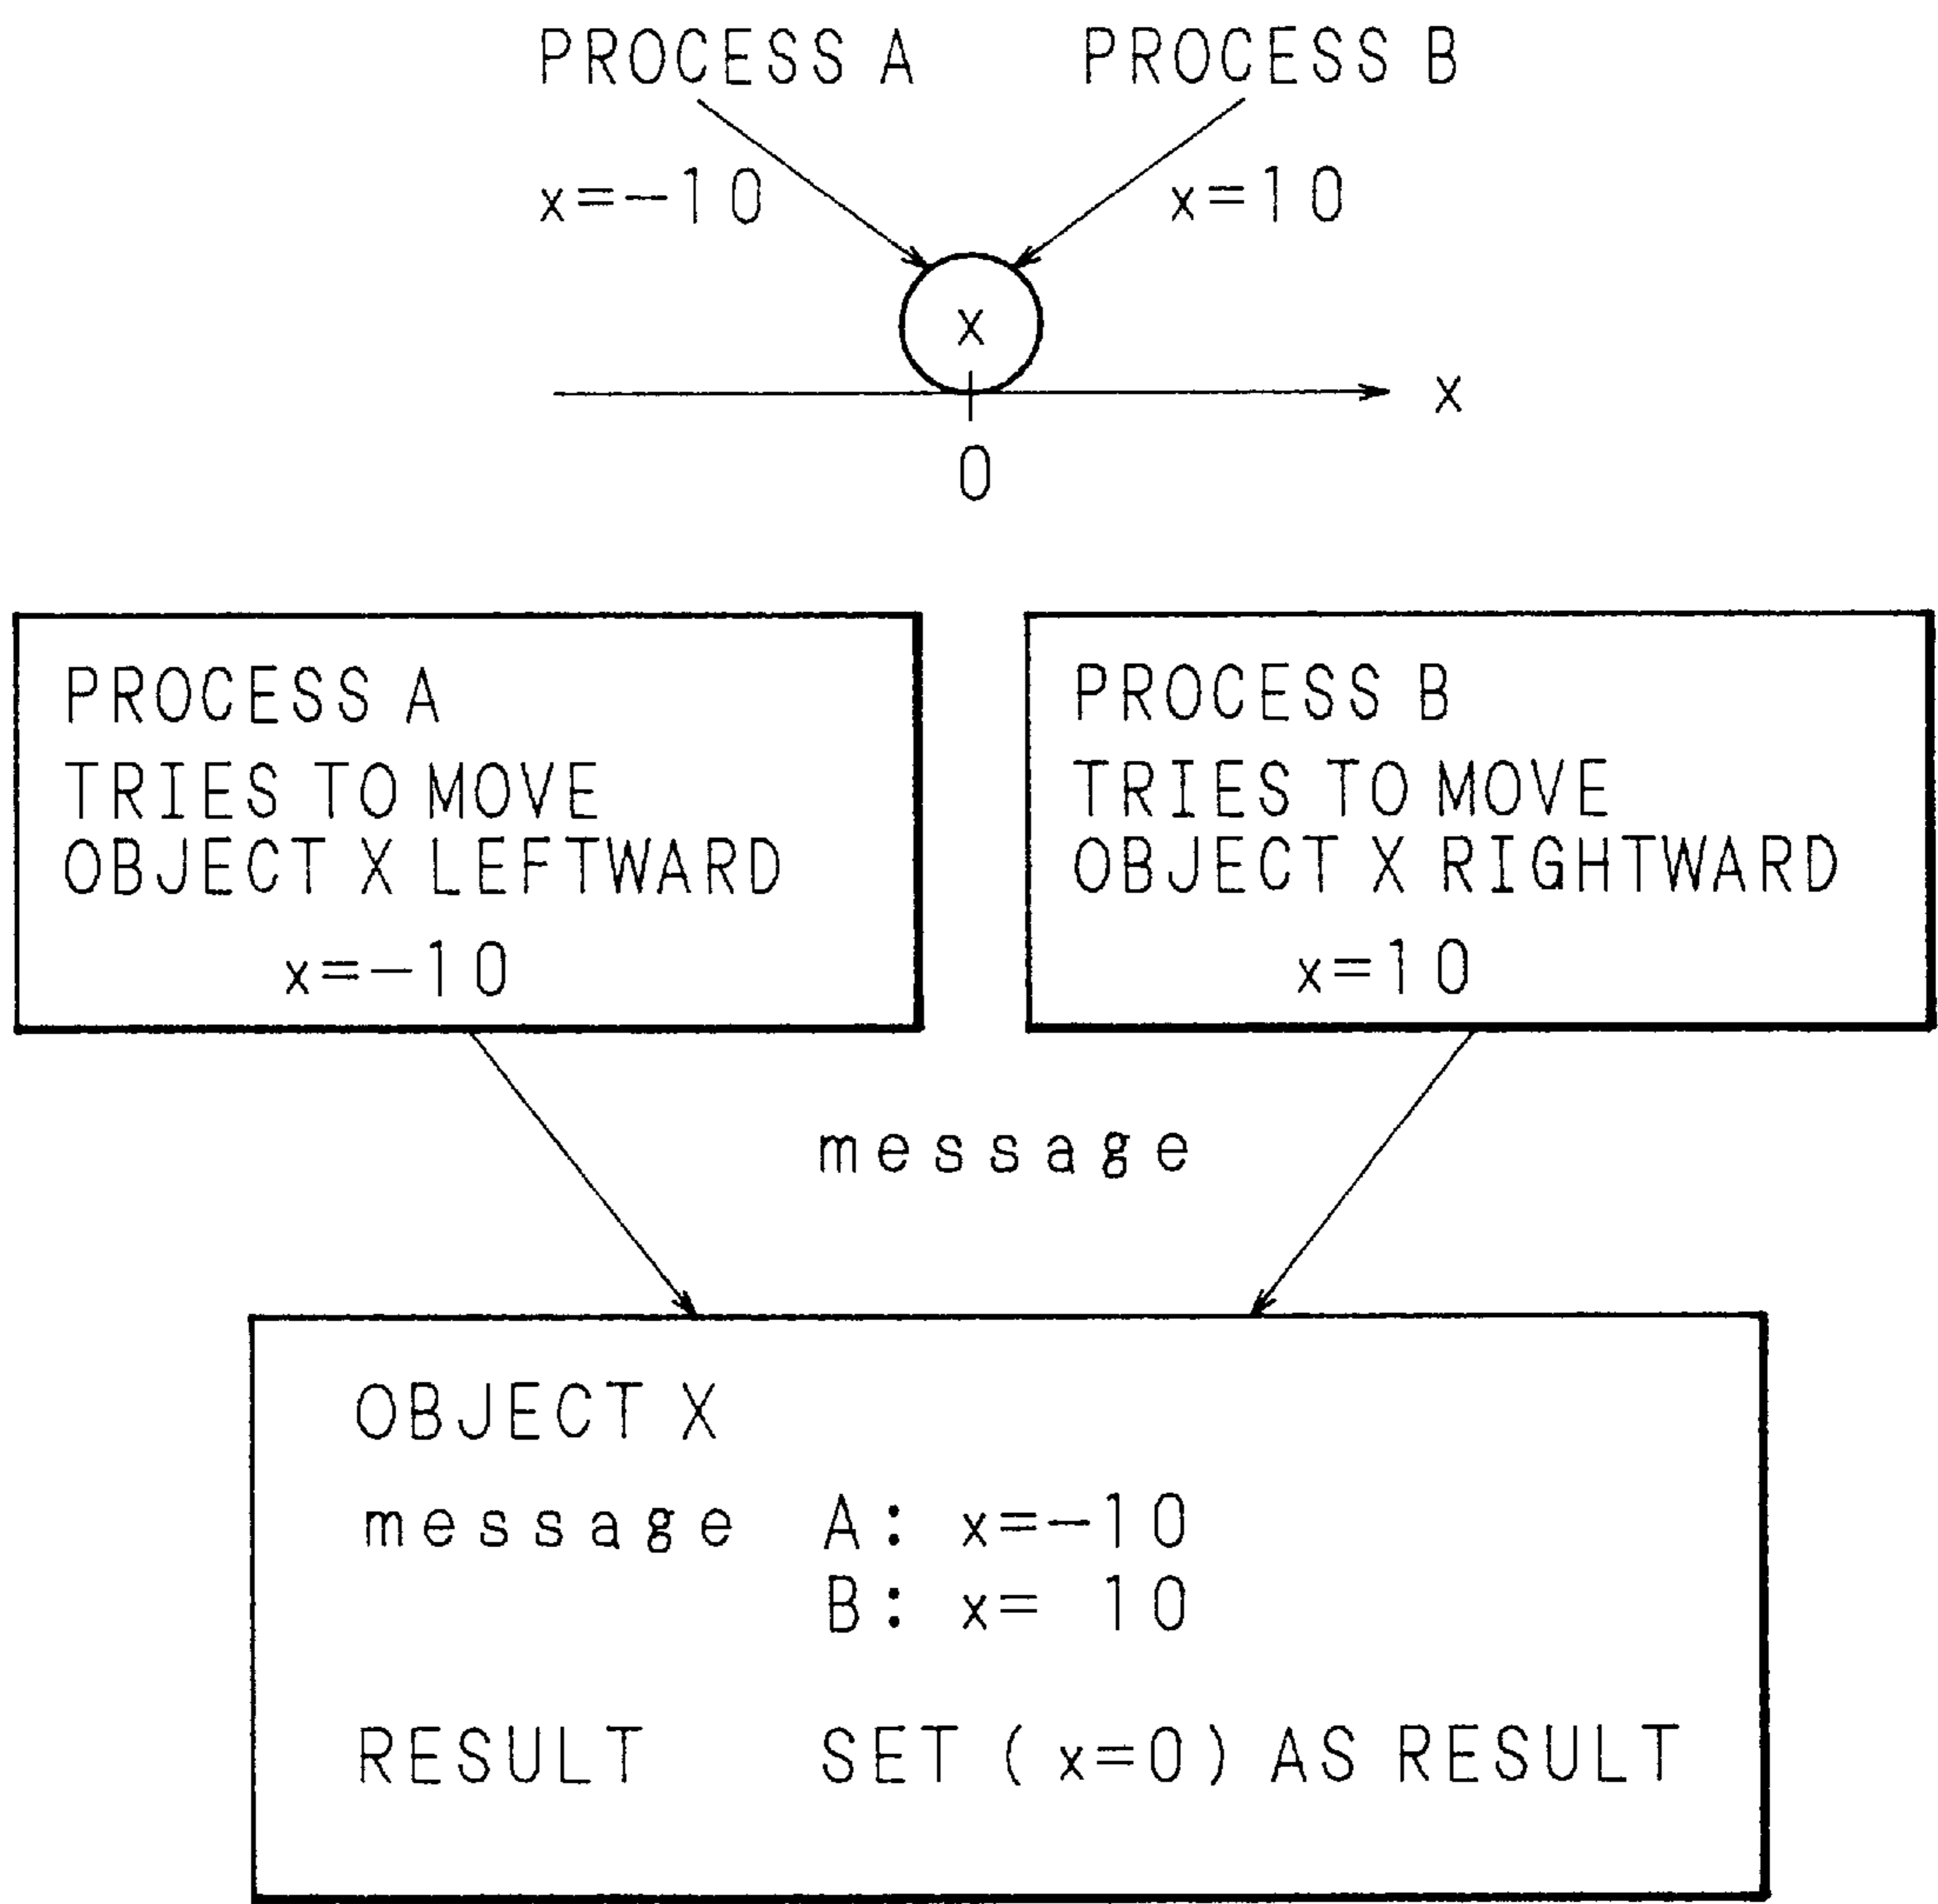 PROCESS A PROCESS B
x=-10 x=10
x
x
0
PROCESS A
TRIES TO MOVE
OBJECT X LEFTWARD
x=-10
PROCESS B
TRIES TO MOVE
OBJECT X RIGHTWARD
x=10
message
OBJECT X
message A: x=-10
B: x= 10
RESULT SET (x=0) AS RESULT